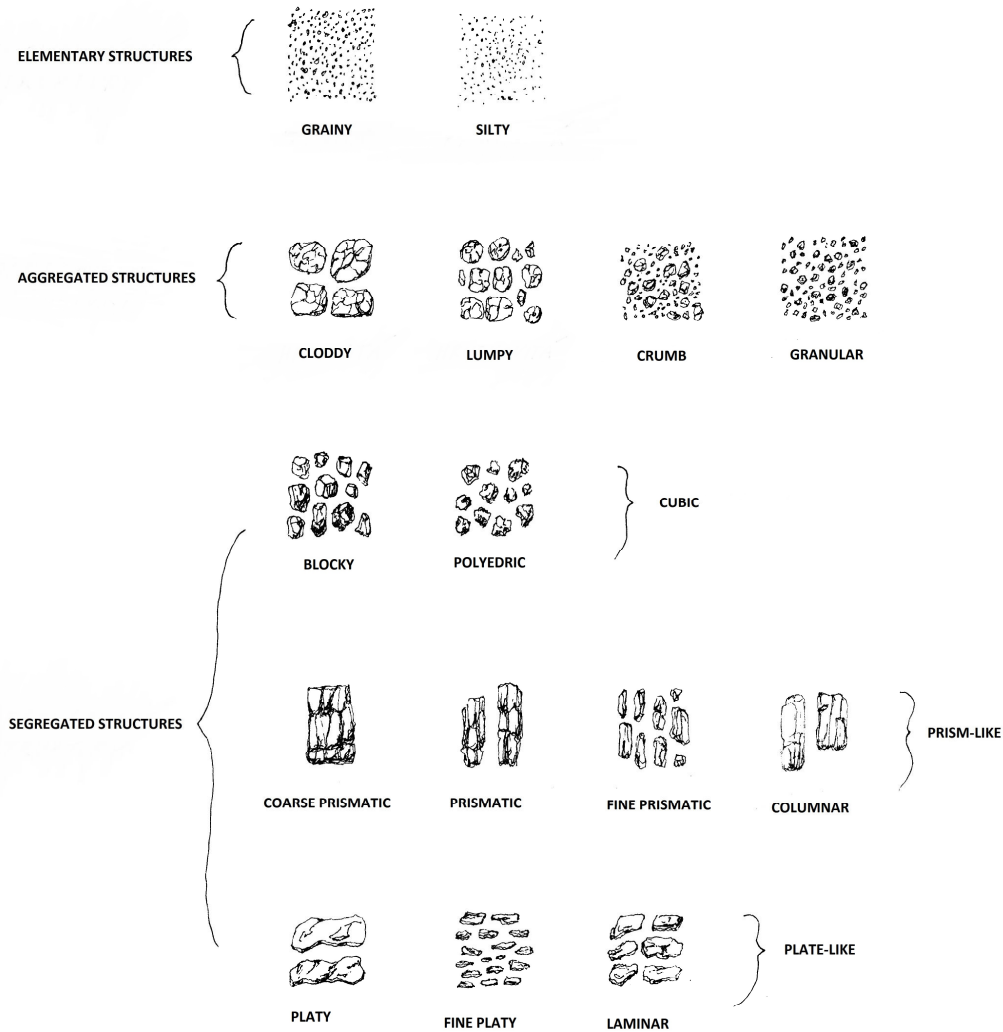 ELEMENTARY STRUCTURES
GRAINY
SILTY
AGGREGATED STRUCTURES
CLODDY
LUMPY
CRUMB
GRANULAR
BLOCKY
POLYEDRIC
CUBIC
SEGREGATED STRUCTURES
COARSE PRISMATIC
PRISMATIC
FINE PRISMATIC
COLUMNAR
PRISM-LIKE
PLATY
FINE PLATY
LAMINAR
PLATE-LIKE